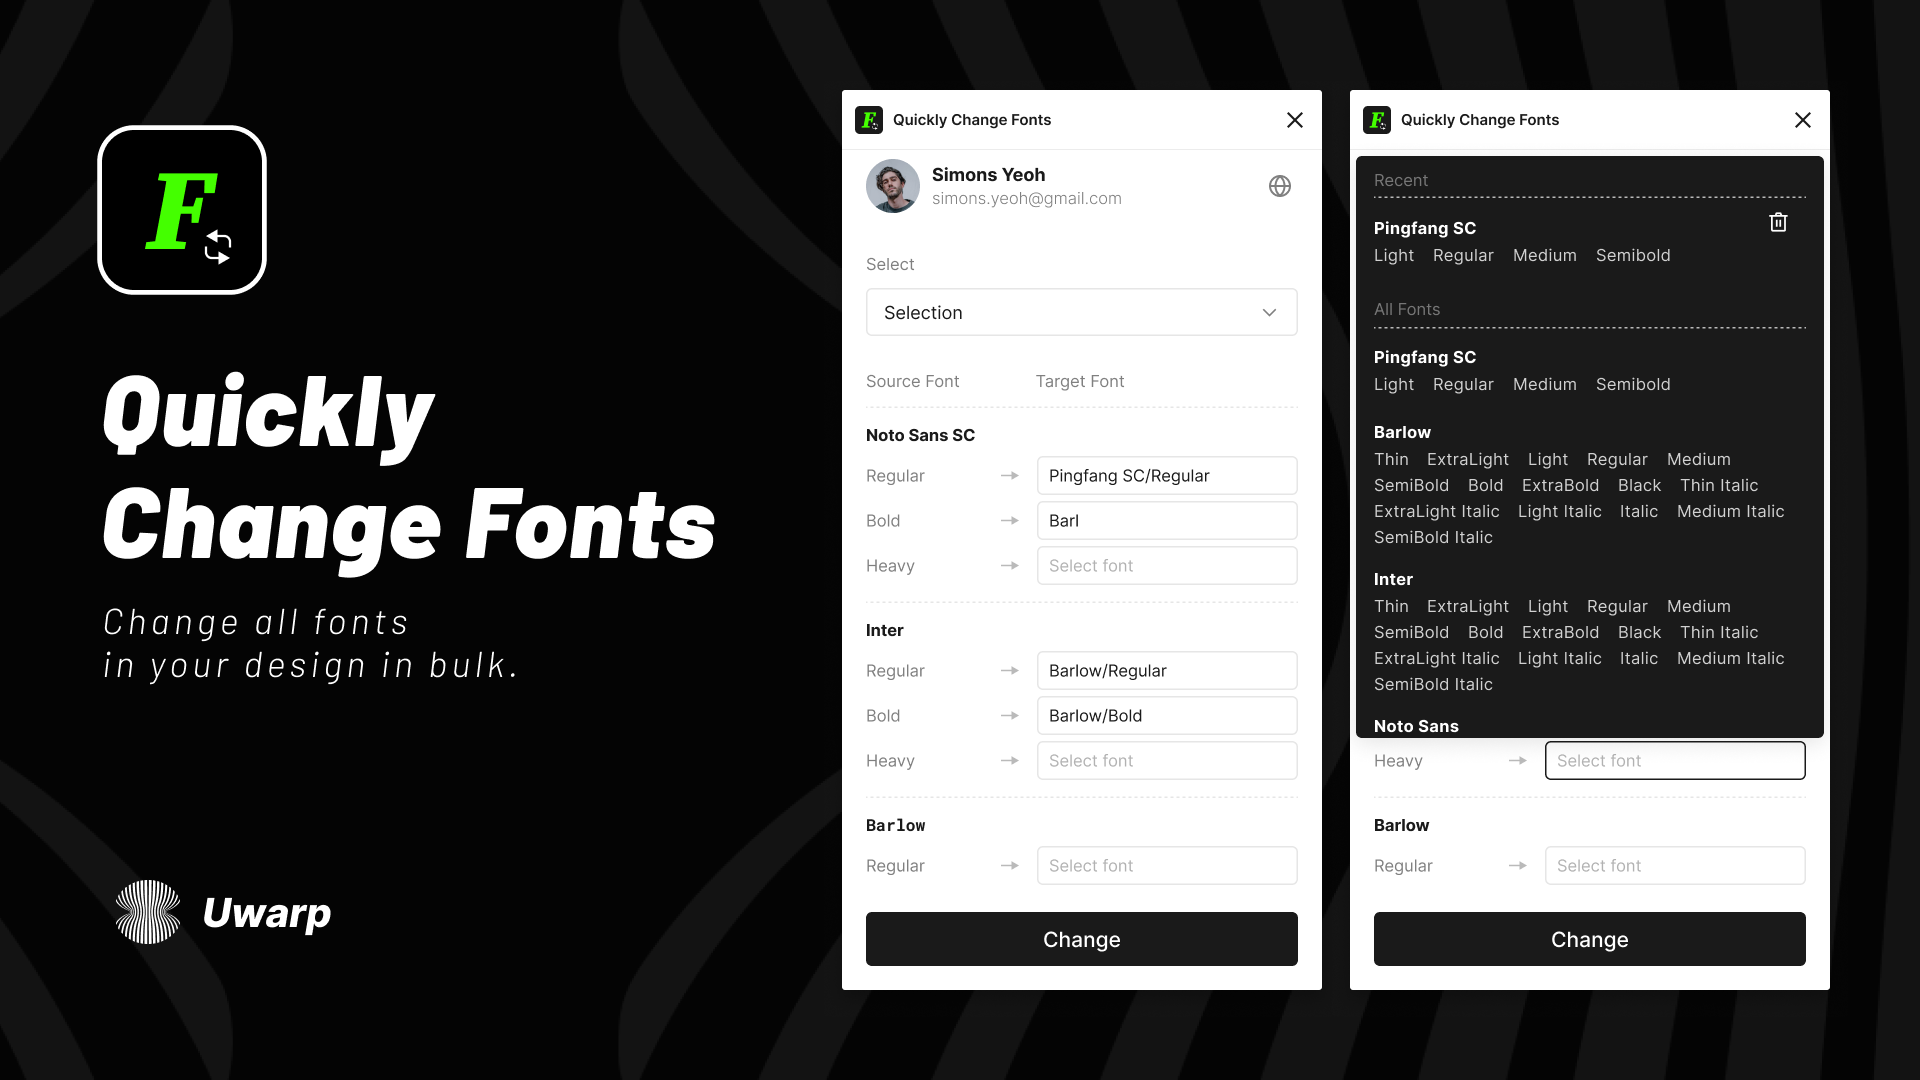 F
Quickly
Change Fonts
Change all fonts
in your design in bulk.
Uwarp
F Quickly Change Fonts
Simons Yeoh
simons.yeoh@gmail.com
Select
Selection
Source Font Target Font
Noto Sans SC
Regular → Pingfang SC/Regular
Bold → Barl
Heavy → Select font
Inter
Regular → Barlow/Regular
Bold → Barlow/Bold
Heavy → Select font
Barlow
Regular → Select font
Change
F Quickly Change Fonts
Recent
Pingfang SC
Light Regular Medium Semibold
All Fonts
Pingfang SC
Light Regular Medium Semibold
Barlow
Thin ExtraLight Light Regular Medium
SemiBold Bold ExtraBold Black Thin Italic
ExtraLight Italic Light Italic Italic Medium Italic
SemiBold Italic
Inter
Thin ExtraLight Light Regular Medium
SemiBold Bold ExtraBold Black Thin Italic
ExtraLight Italic Light Italic Italic Medium Italic
SemiBold Italic
Noto Sans
Heavy → Select font
Barlow
Regular → Select font
Change